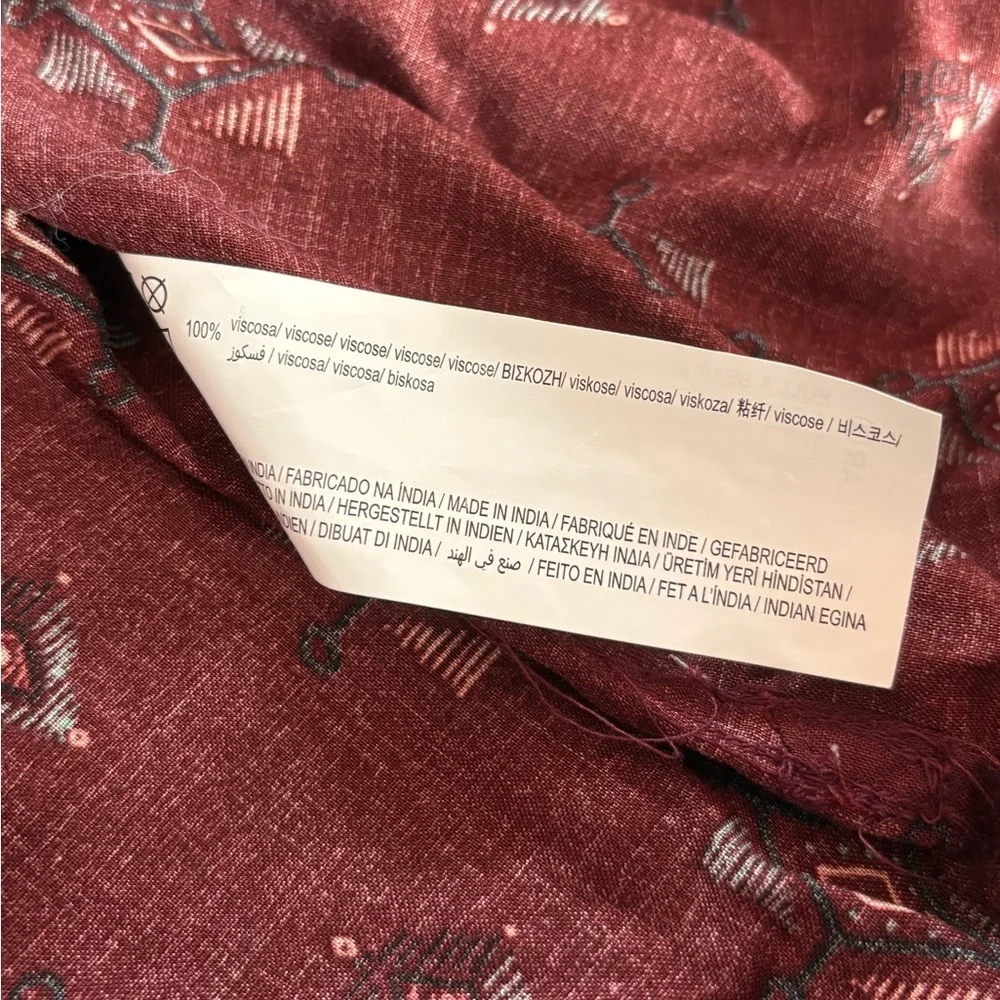 100% viscosa/ viscose/ viscose/ viscose/ viscose/ ΒΙΣΚΟΖΗ/ viskose/ viscosa/ viskoza/ 粘纤/ viscose / 비스코스/
فسكوز / viscosa/ viscosa/ biskosa
INDIA / FABRICADO NA ÍNDIA / MADE IN INDIA / FABRIQUÉ EN INDE / GEFABRICEERD
IN INDIA / HERGESTELLT IN INDIEN / ΚΑΤΑΣΚΕΥΗ ΙΝΔΙΑ / ÜRETİM YERİ HİNDİSTAN /
/ DIBUAT DI INDIA / صنع في الهند / FEITO EN INDIA / FET A L'ÍNDIA / INDIAN EGINA